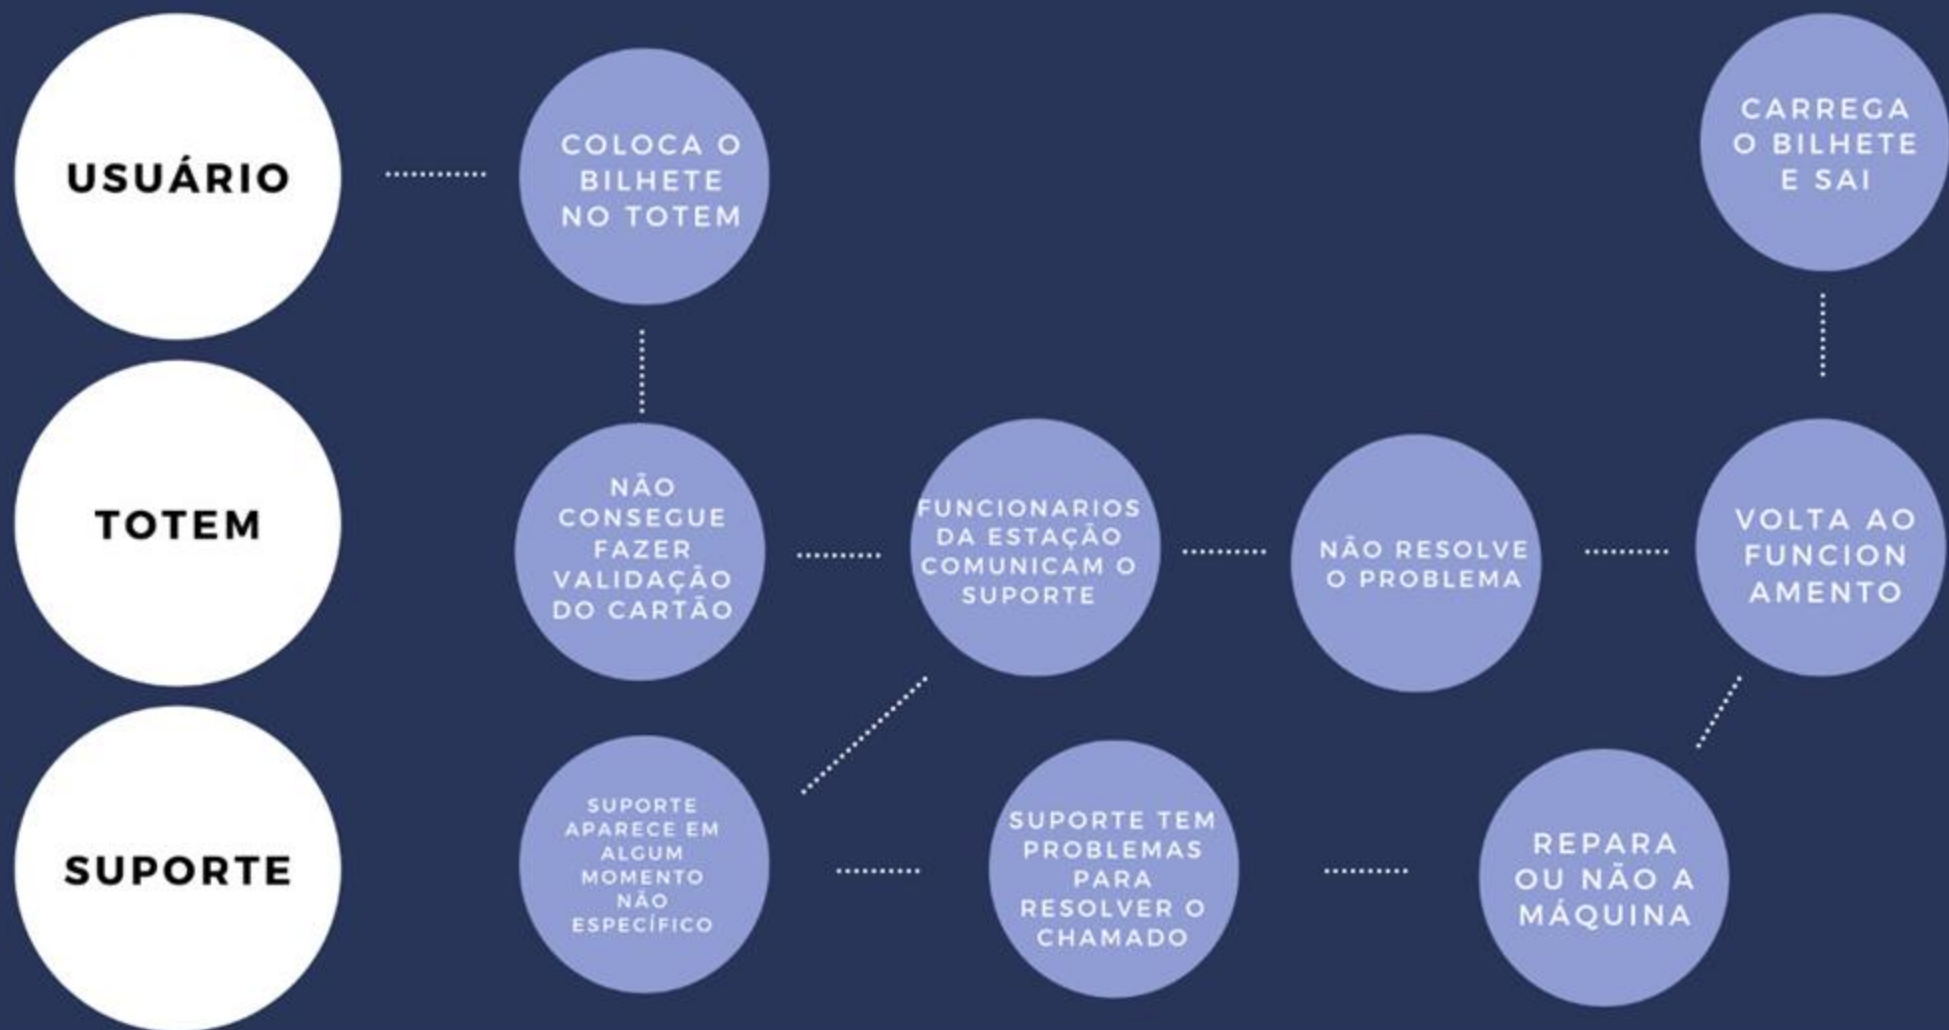 USUÁRIO
COLOCA O
BILHETE
NO TOTEM
CARREGA
O BILHETE
E SAI
TOTEM
NÃO
CONSEGUE
FAZER
VALIDAÇÃO
DO CARTÃO
FUNCIONARIOS
DA ESTAÇÃO
COMUNICAM O
SUPORTE
NÃO RESOLVE
O PROBLEMA
VOLTA AO
FUNCION
AMENTO
SUPORTE
SUPORTE
APARECE EM
ALGUM
MOMENTO
NÃO
ESPECÍFICO
SUPORTE TEM
PROBLEMAS
PARA
RESOLVER O
CHAMADO
REPARA
OU NÃO A
MÁQUINA